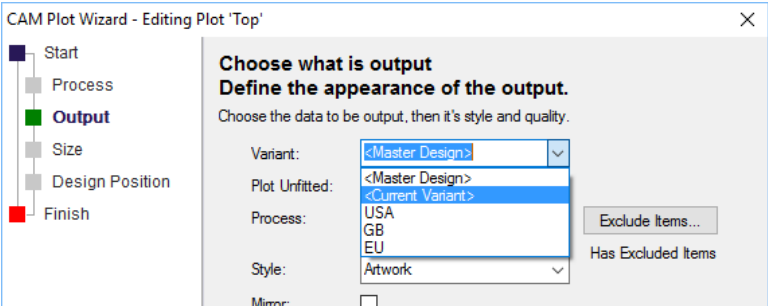 CAM Plot Wizard - Editing Plot 'Top'
Start
Process
Output
Size
Design Position
Finish
Choose what is output
Define the appearance of the output.
Choose the data to be output, then it's style and quality.
Variant:
<Master Design>
<Master Design>
Plot Unfitted:
<Current Variant>
Process:
USA
GB
EU
Exclude Items...
Has Excluded Items
Style:
Artwork
Mirror: